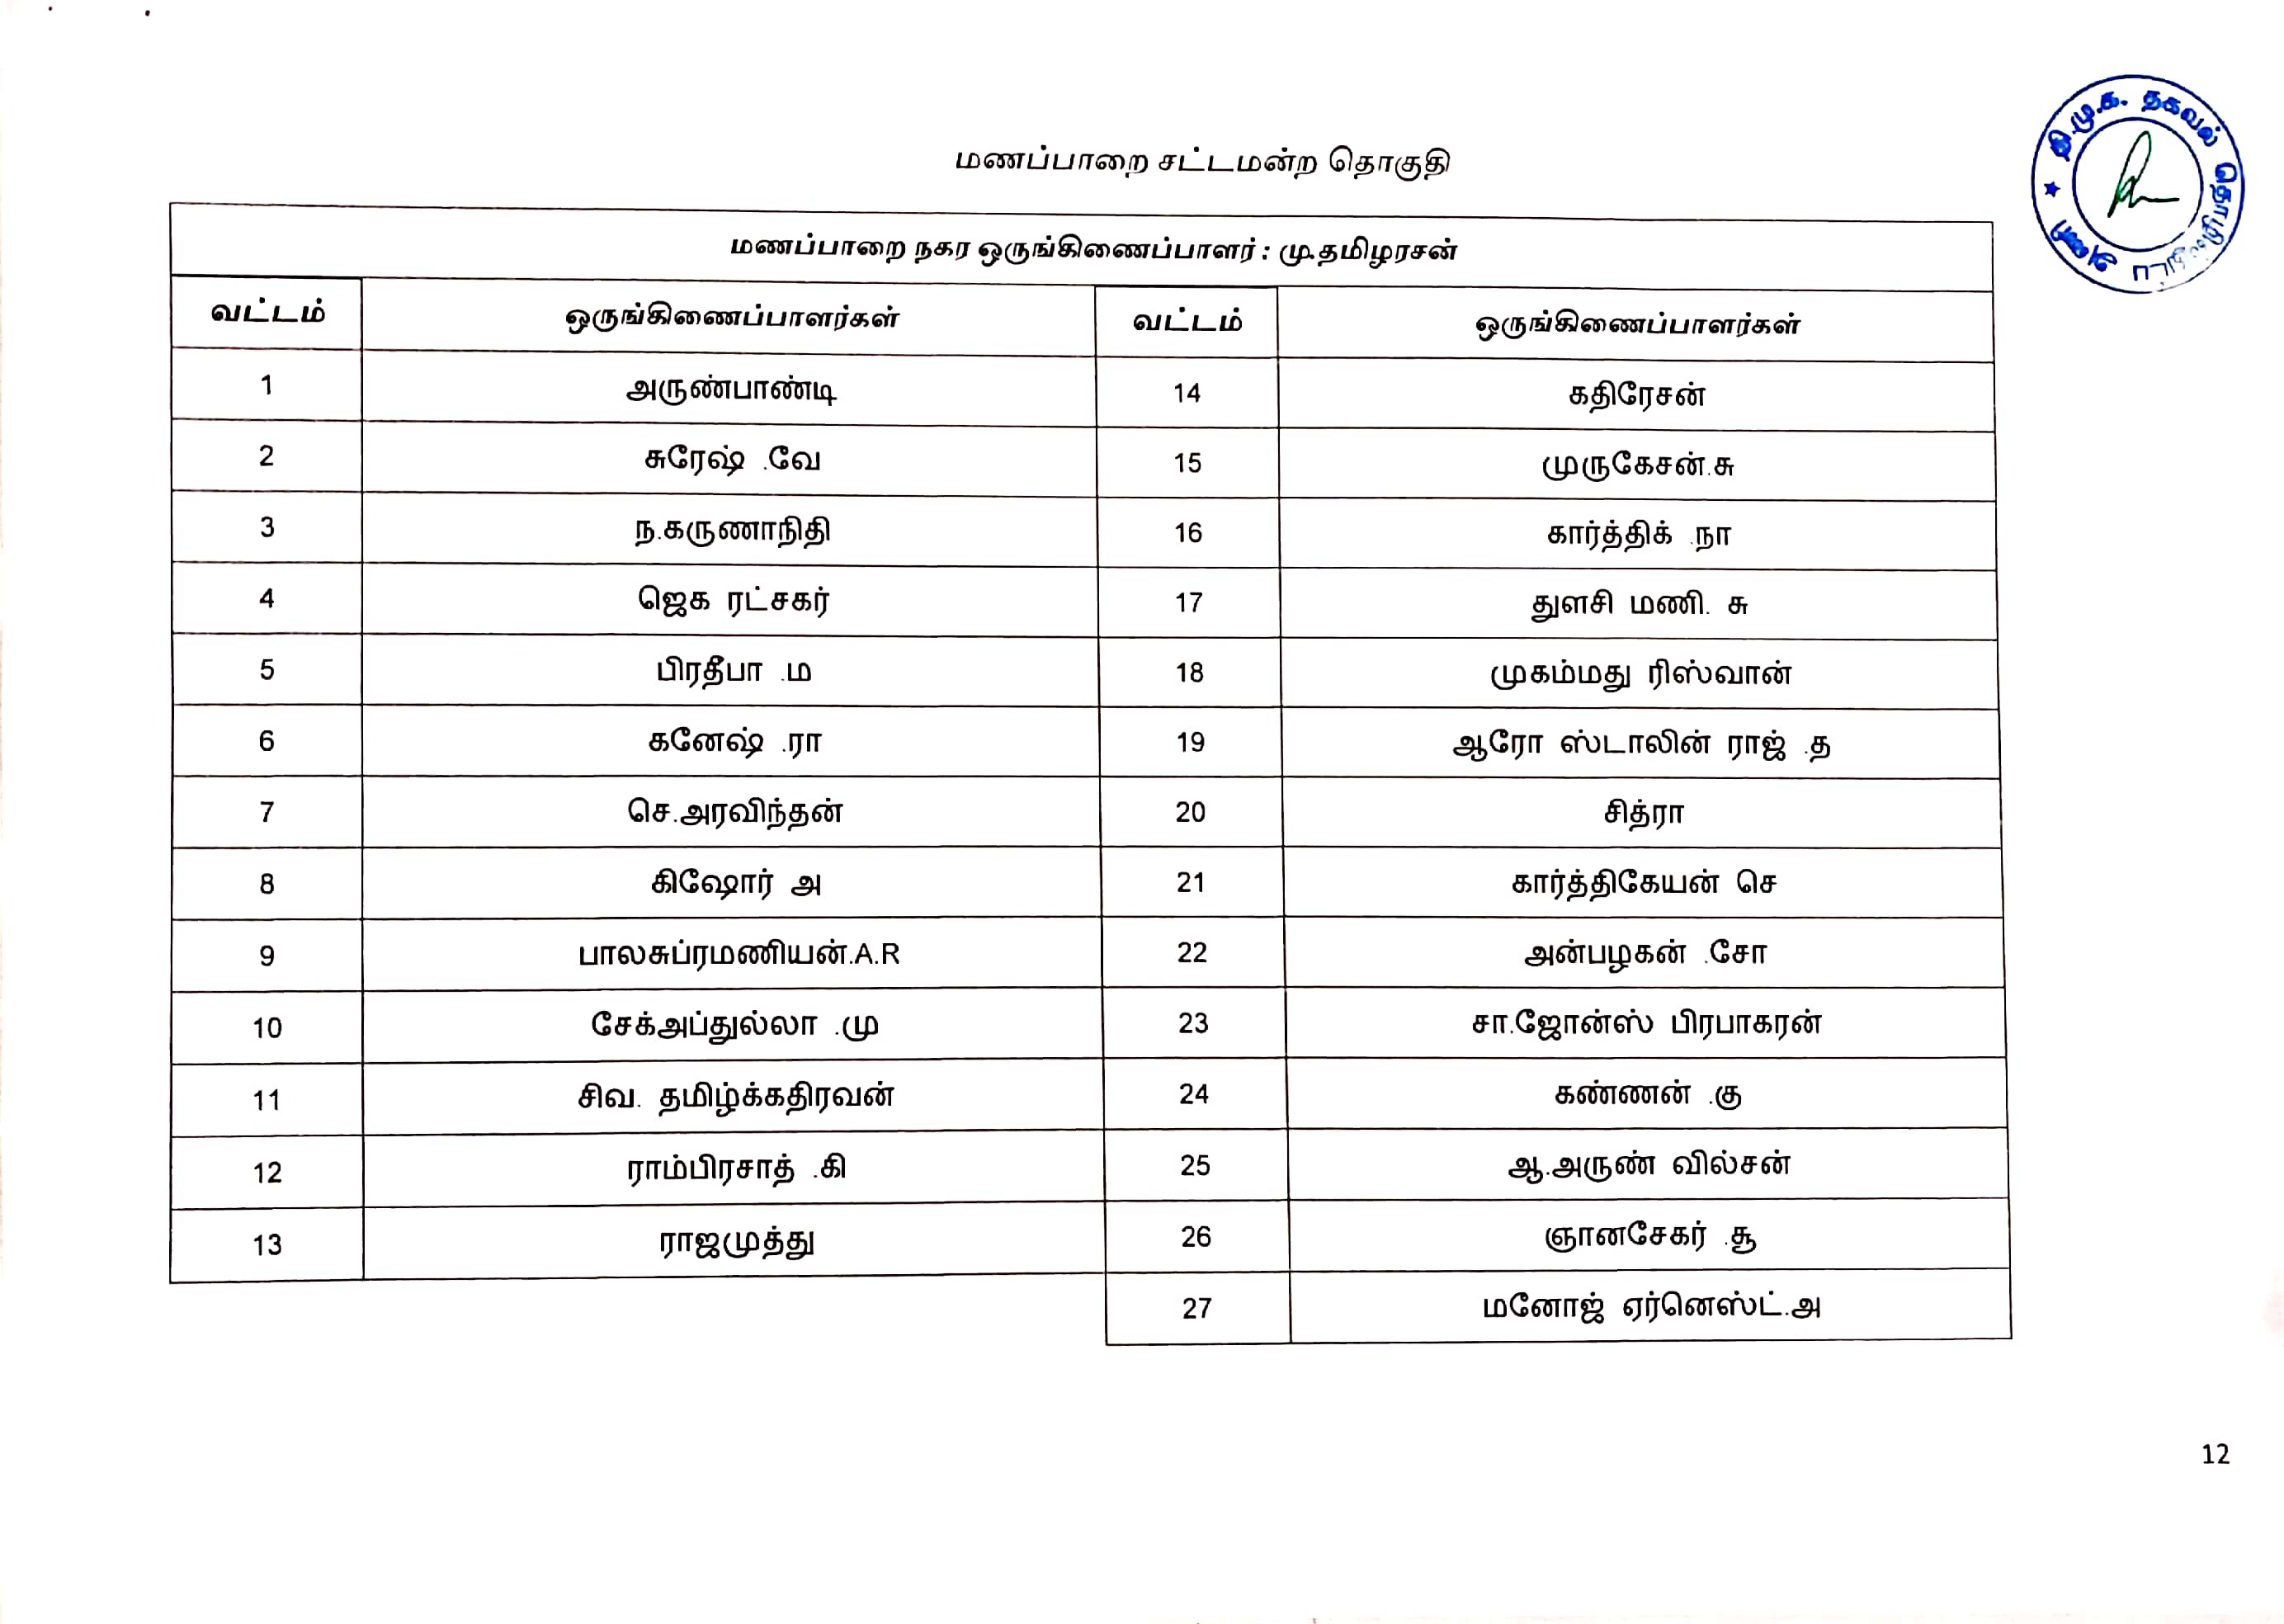 மணப்பாறை சட்டமன்ற தொகுதி
தி.மு.க. தகவல் தொழில்நுட்ப அணி
மணப்பாறை நகர ஒருங்கிணைப்பாளர் : மு.தமிழரசன்
வட்டம் ஒருங்கிணைப்பாளர்கள் வட்டம் ஒருங்கிணைப்பாளர்கள்
1 அருண்பாண்டி 14 கதிரேசன்
2 சுரேஷ் .வே 15 முருகேசன்.சு
3 ந.கருணாநிதி 16 கார்த்திக் .நா
4 ஜெக ரட்சகர் 17 துளசி மணி. சு
5 பிரதீபா .ம 18 முகம்மது ரிஸ்வான்
6 கனேஷ் .ரா 19 ஆரோ ஸ்டாலின் ராஜ் .த
7 செ.அரவிந்தன் 20 சித்ரா
8 கிஷோர் அ 21 கார்த்திகேயன் செ
9 பாலசுப்ரமணியன்.A.R 22 அன்பழகன் .சோ
10 சேக்அப்துல்லா .மு 23 சா.ஜோன்ஸ் பிரபாகரன்
11 சிவ. தமிழ்க்கதிரவன் 24 கண்ணன் .கு
12 ராம்பிரசாத் .கி 25 ஆ.அருண் வில்சன்
13 ராஜமுத்து 26 ஞானசேகர் .சூ
27 மனோஜ் ஏர்னெஸ்ட்.அ
12